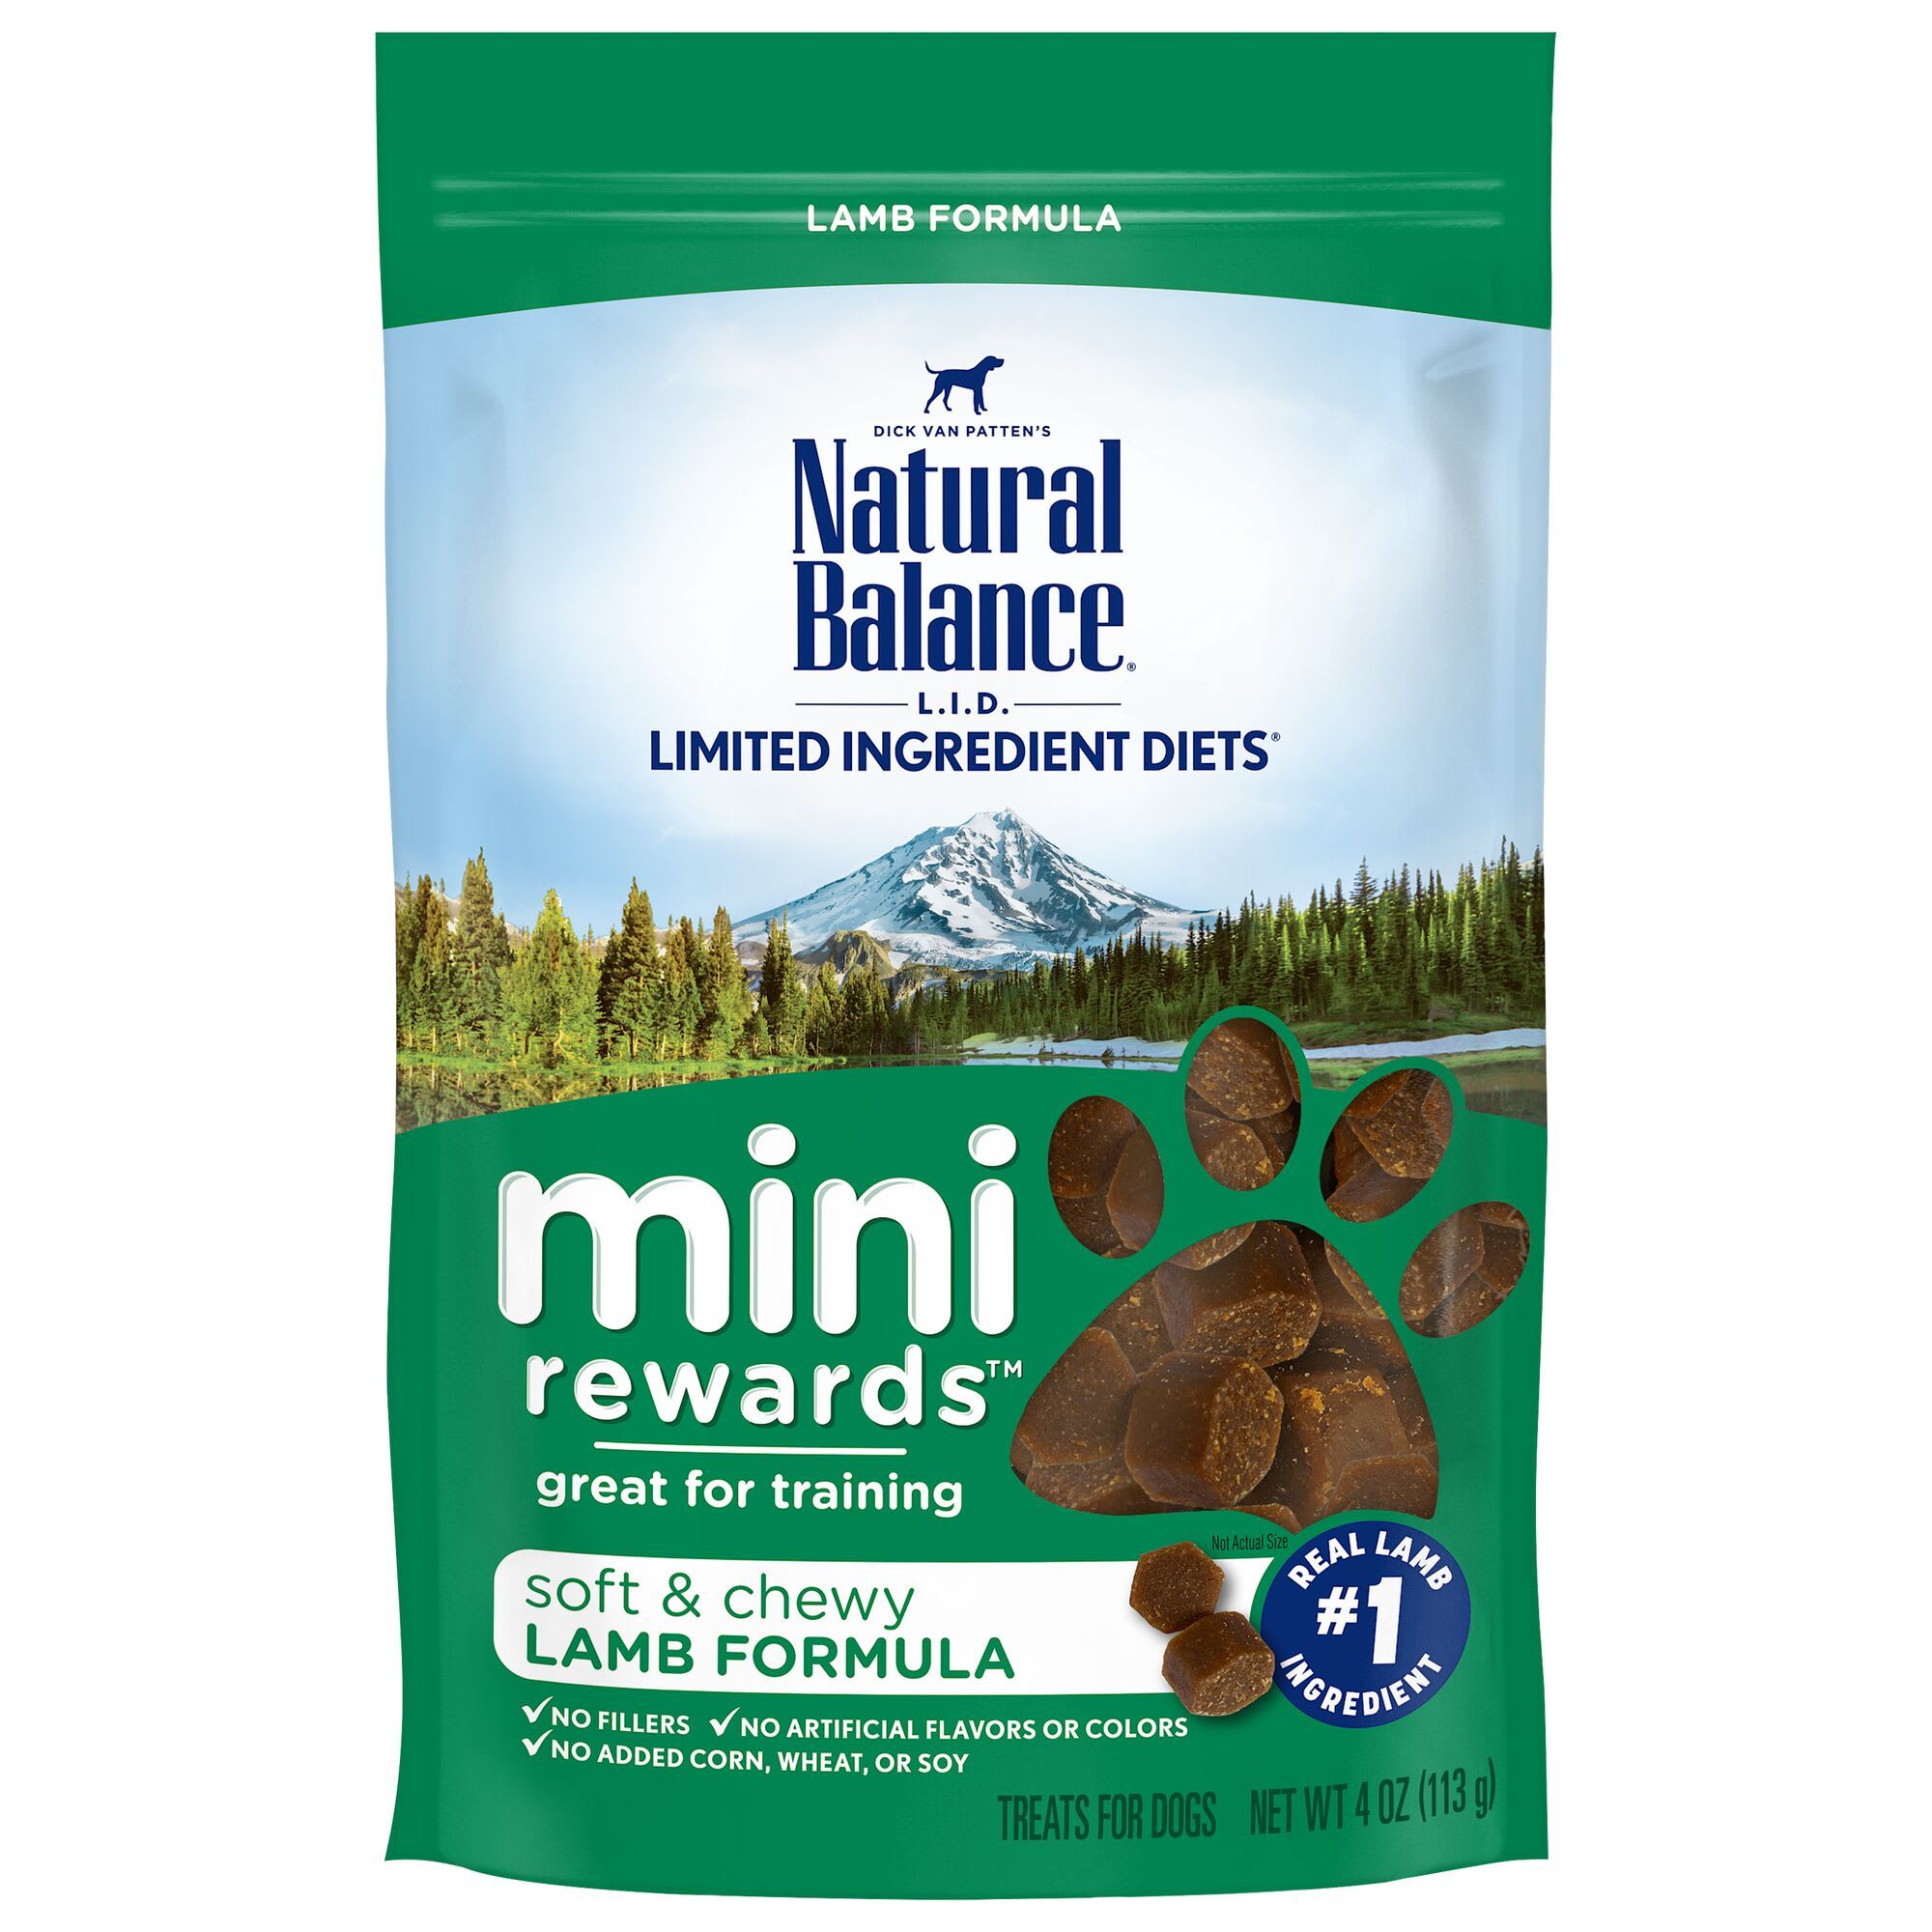 LAMB FORMULA
DICK VAN PATTEN'S
Natural
Balance®
L.I.D.
LIMITED INGREDIENT DIETS®
mini
rewards™
great for training
Not Actual Size
soft & chewy
LAMB FORMULA
REAL LAMB
#1
INGREDIENT
✓NO FILLERS ✓NO ARTIFICIAL FLAVORS OR COLORS
✓NO ADDED CORN, WHEAT, OR SOY
TREATS FOR DOGS NET WT 4 OZ (113 g)